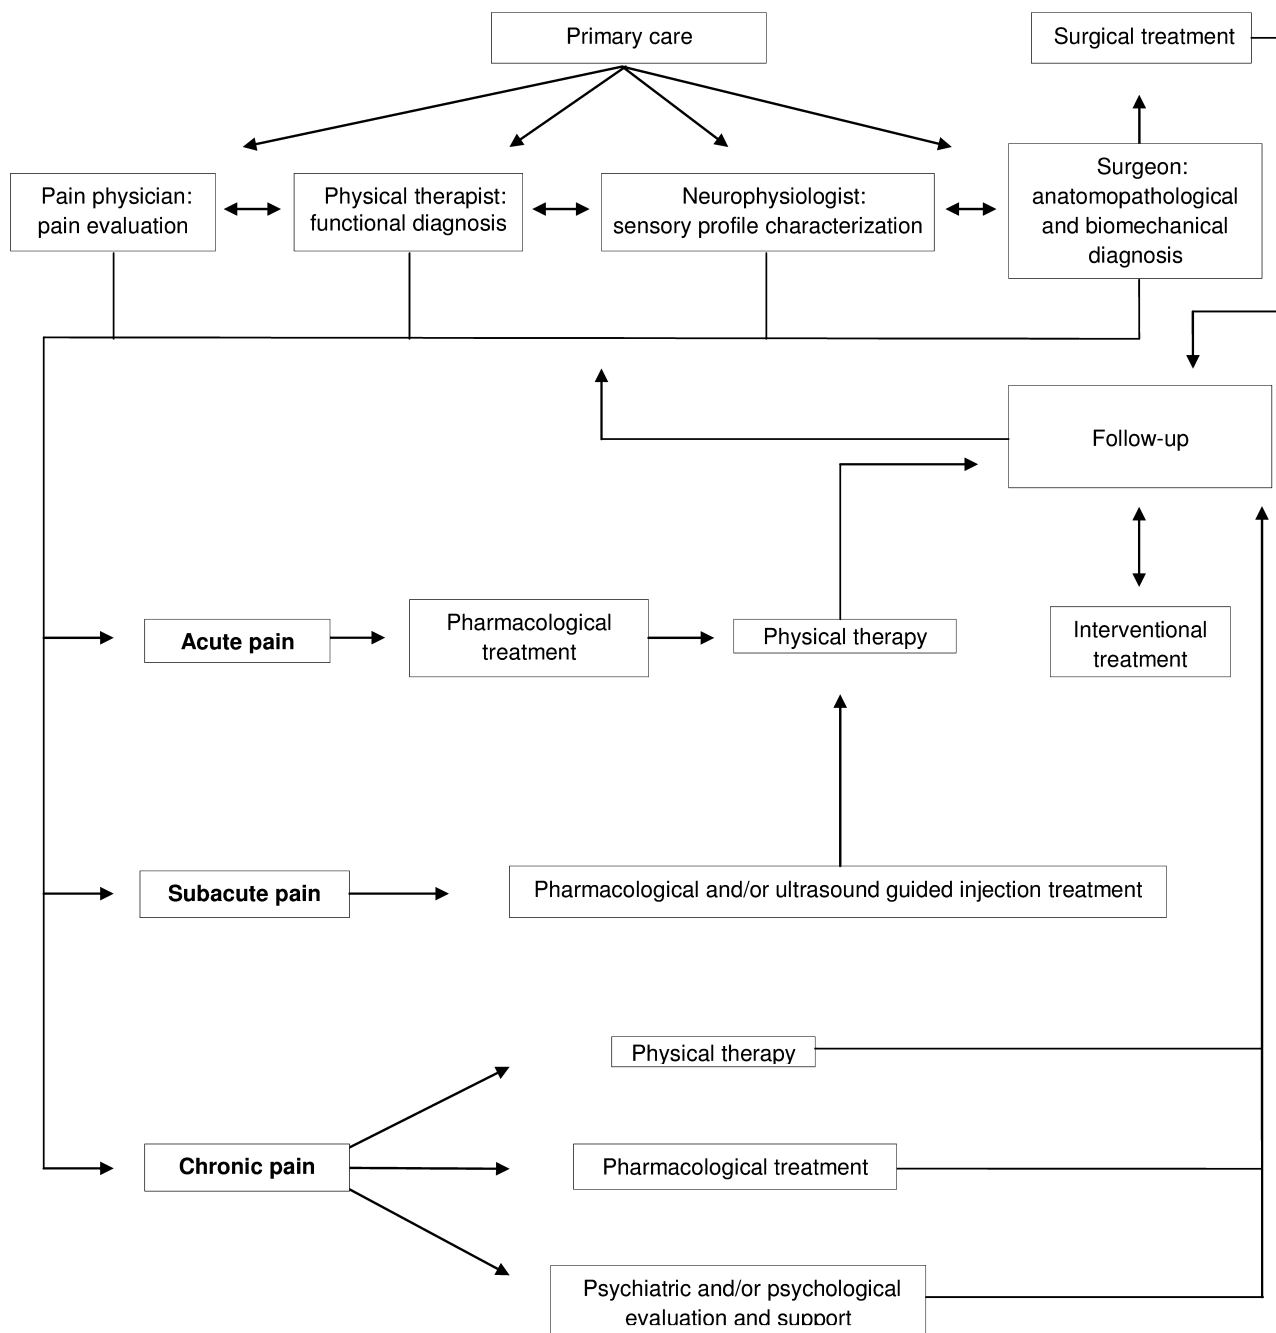 Primary care
Surgical treatment
Pain physician:
pain evaluation
Physical therapist:
functional diagnosis
Neurophysiologist:
sensory profile characterization
Surgeon:
anatomopathological
and biomechanical
diagnosis
Follow-up
Acute pain
Pharmacological
treatment
Physical therapy
Interventional
treatment
Subacute pain
Pharmacological and/or ultrasound guided injection treatment
Physical therapy
Chronic pain
Pharmacological treatment
Psychiatric and/or psychological
evaluation and support